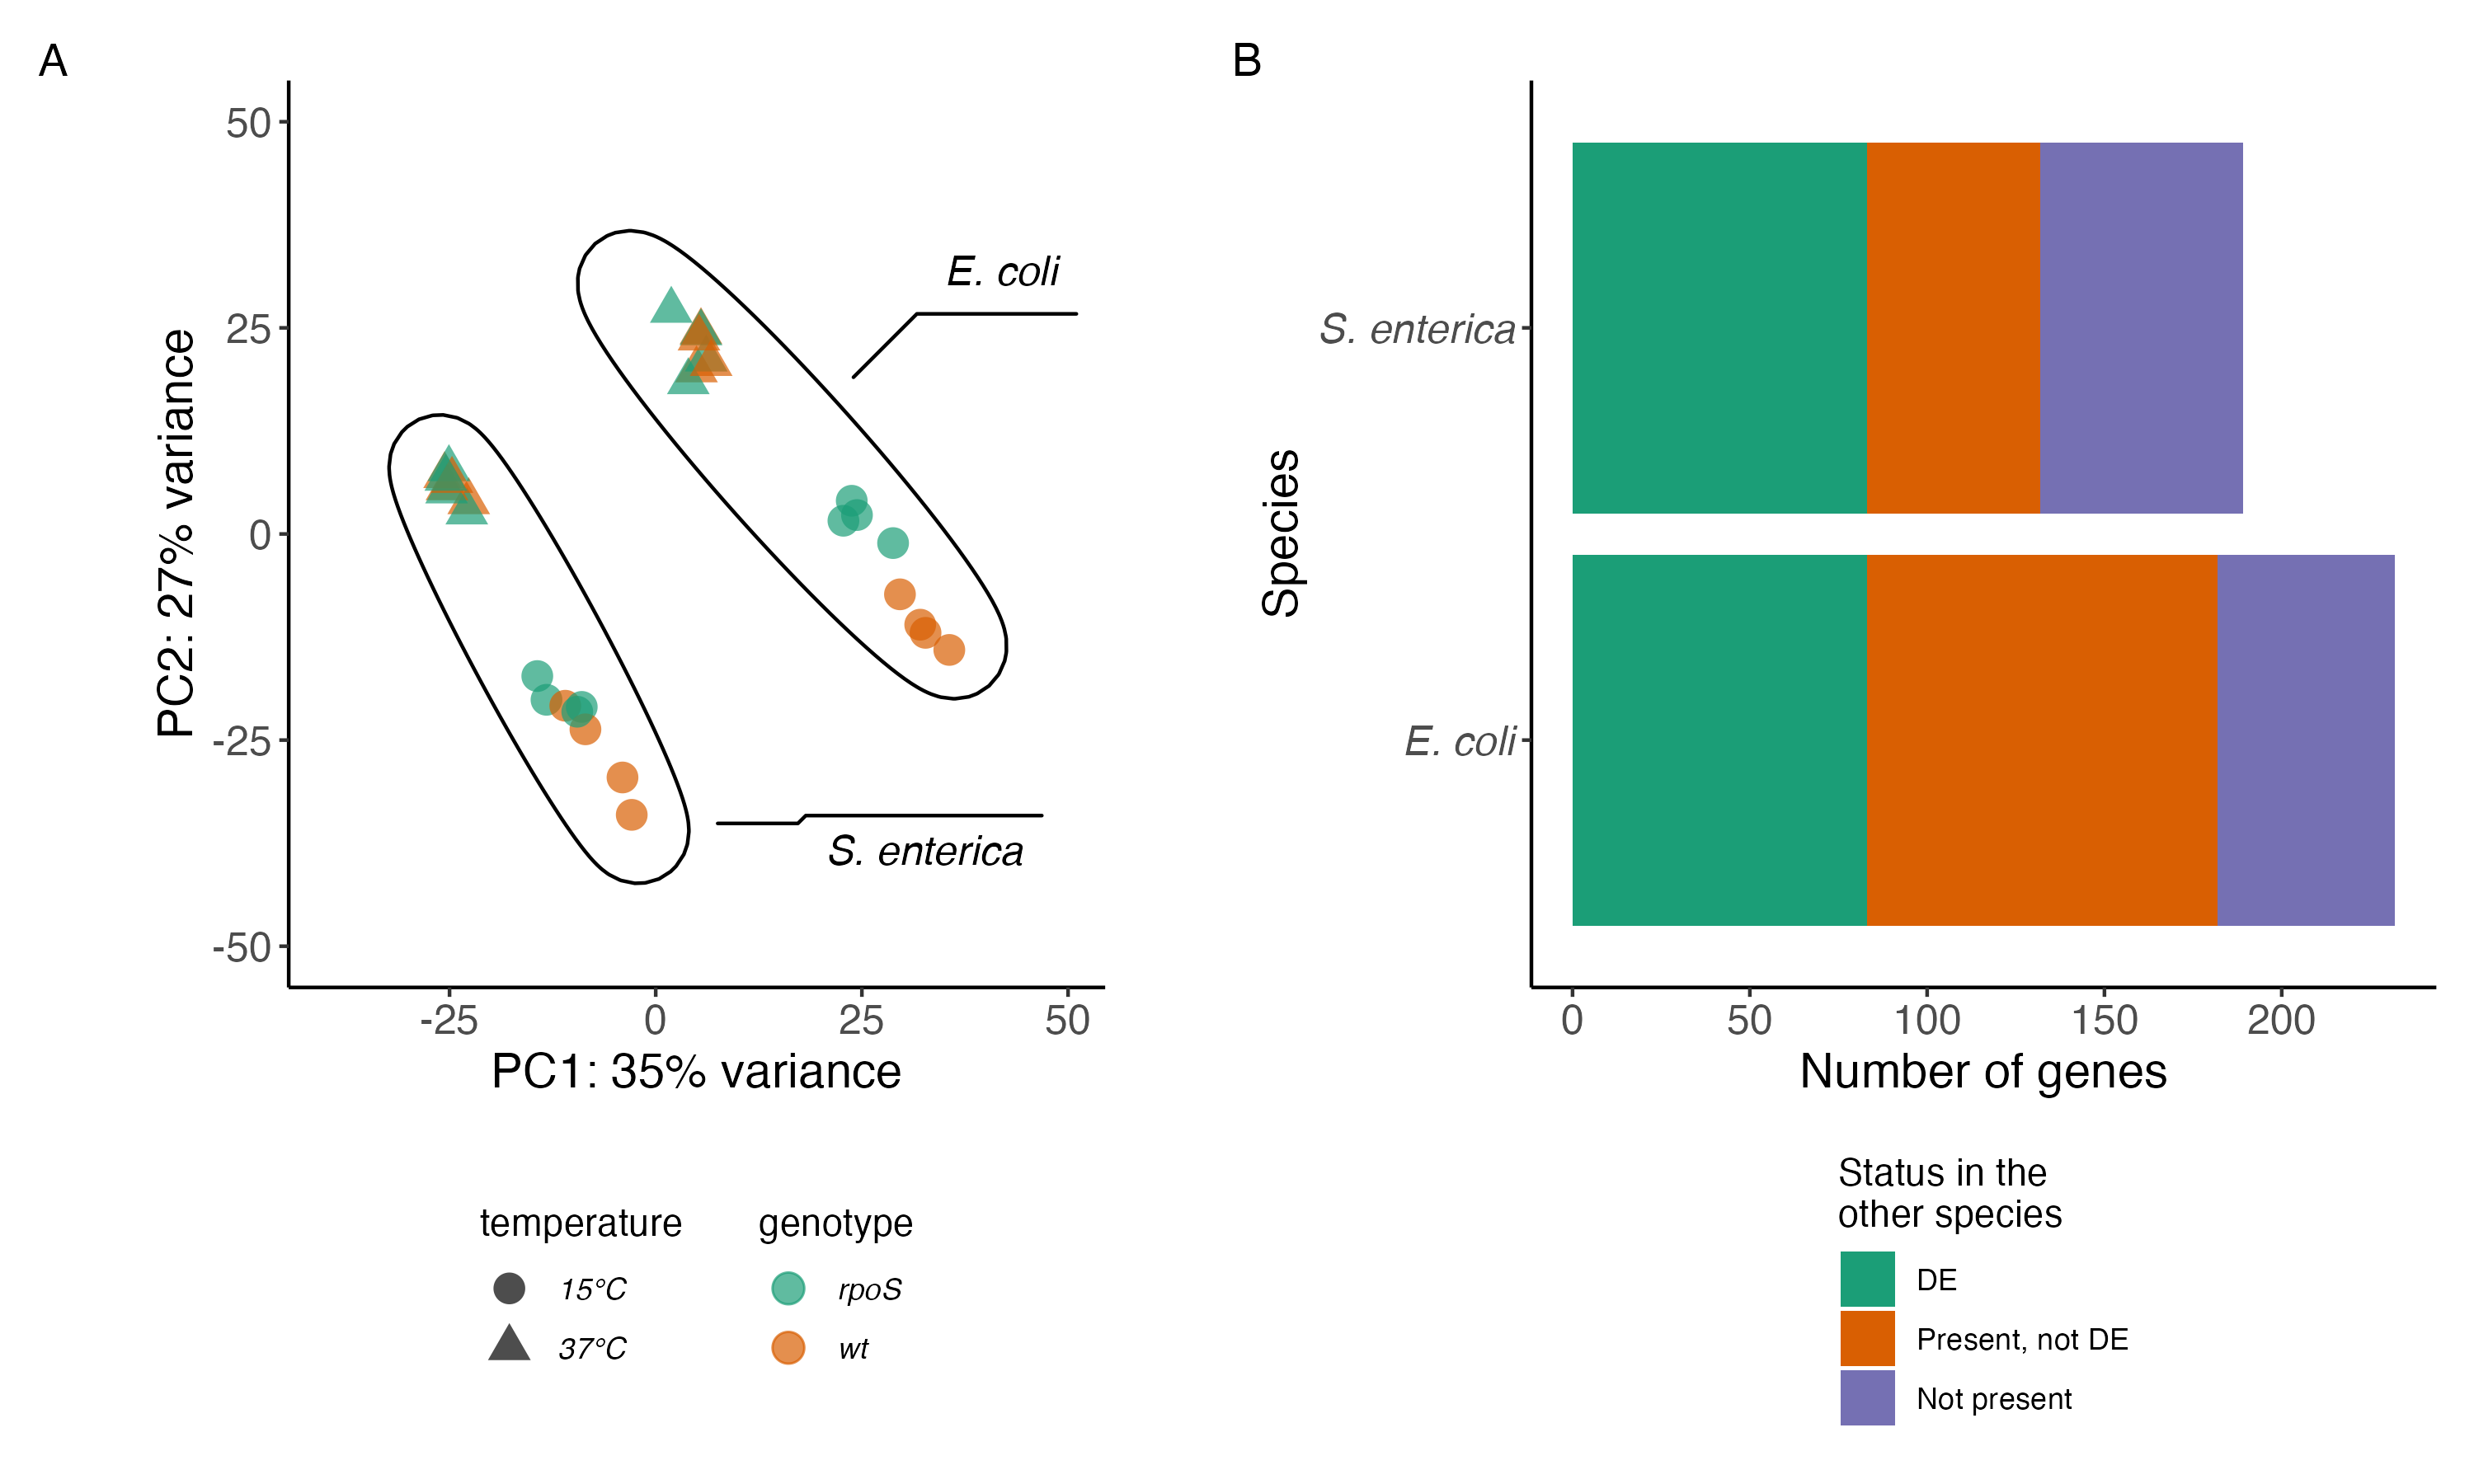 A
50
25
0
-25
-50
PC2: 27% variance
E. coli
S. enterica
-25
0
25
50
PC1: 35% variance
temperature
15°C
37°C
genotype
rpoS
wt
B
Species
S. enterica
E. coli
0
50
100
150
200
Number of genes
Status in the
other species
DE
Present, not DE
Not present